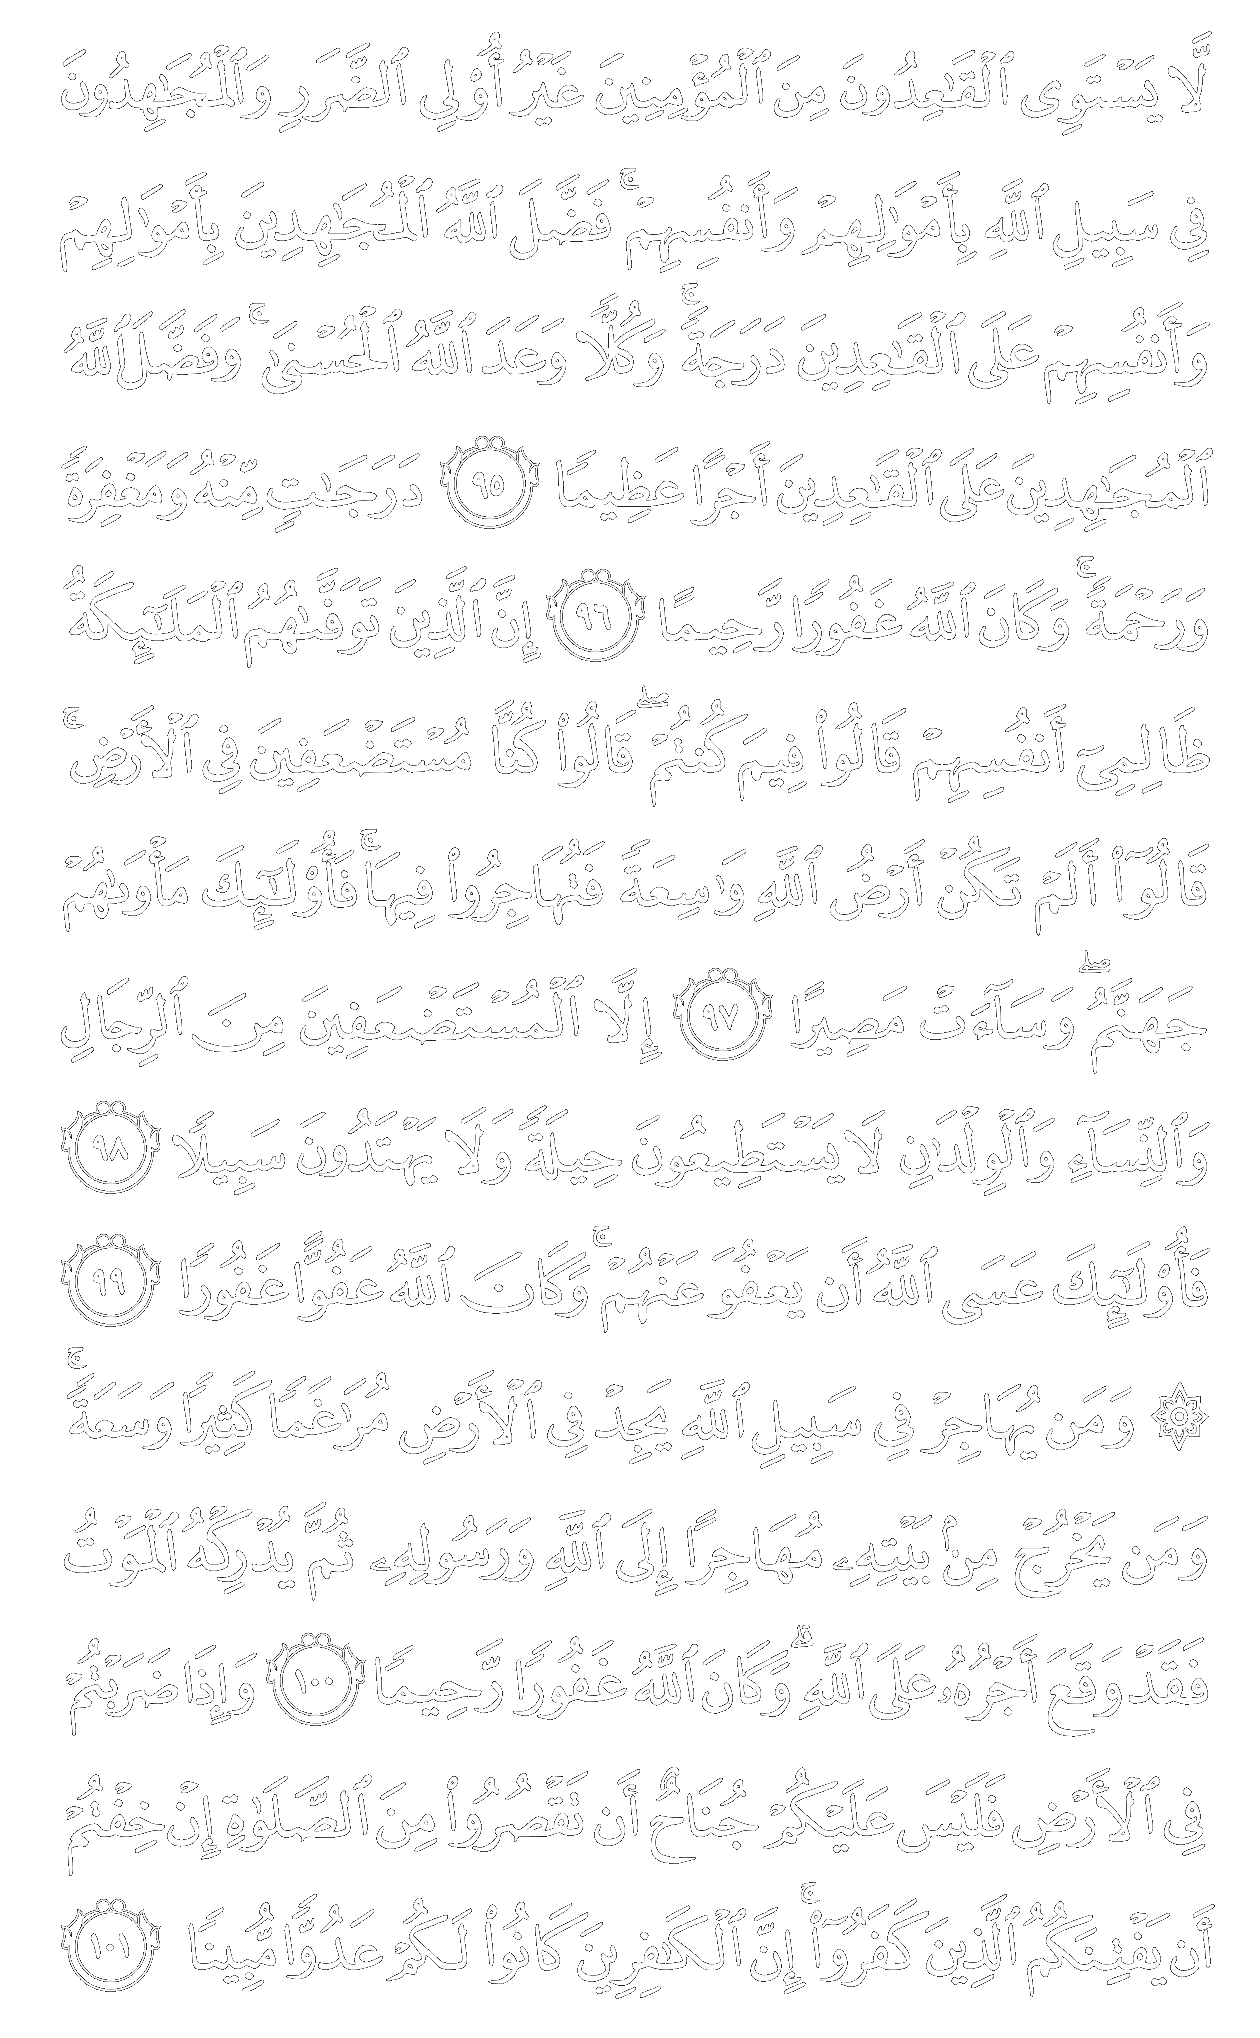 لَّا يَسْتَوِى ٱلْقَٰعِدُونَ مِنَ ٱلْمُؤْمِنِينَ غَيْرُ أُو۟لِى ٱلضَّرَرِ وَٱلْمُجَٰهِدُونَ
فِى سَبِيلِ ٱللَّهِ بِأَمْوَٰلِهِمْ وَأَنفُسِهِمْ ۚ فَضَّلَ ٱللَّهُ ٱلْمُجَٰهِدِينَ بِأَمْوَٰلِهِمْ
وَأَنفُسِهِمْ عَلَى ٱلْقَٰعِدِينَ دَرَجَةً ۚ وَكُلًّا وَعَدَ ٱللَّهُ ٱلْحُسْنَىٰ ۚ وَفَضَّلَ ٱللَّهُ
ٱلْمُجَٰهِدِينَ عَلَى ٱلْقَٰعِدِينَ أَجْرًا عَظِيمًا ٩٥ دَرَجَٰتٍ مِّنْهُ وَمَغْفِرَةً
وَرَحْمَةً ۚ وَكَانَ ٱللَّهُ غَفُورًا رَّحِيمًا ٩٦ إِنَّ ٱلَّذِينَ تَوَفَّىٰهُمُ ٱلْمَلَٰٓئِكَةُ
ظَالِمِىٓ أَنفُسِهِمْ قَالُوا۟ فِيمَ كُنتُمْ ۖ قَالُوا۟ كُنَّا مُسْتَضْعَفِينَ فِى ٱلْأَرْضِ ۚ
قَالُوٓا۟ أَلَمْ تَكُنْ أَرْضُ ٱللَّهِ وَٰسِعَةً فَتُهَاجِرُوا۟ فِيهَا ۚ فَأُو۟لَٰٓئِكَ مَأْوَىٰهُمْ
جَهَنَّمُ ۖ وَسَآءَتْ مَصِيرًا ٩٧ إِلَّا ٱلْمُسْتَضْعَفِينَ مِنَ ٱلرِّجَالِ
وَٱلنِّسَآءِ وَٱلْوِلْدَٰنِ لَا يَسْتَطِيعُونَ حِيلَةً وَلَا يَهْتَدُونَ سَبِيلًا ٩٨
فَأُو۟لَٰٓئِكَ عَسَى ٱللَّهُ أَن يَعْفُوَ عَنْهُمْ ۚ وَكَانَ ٱللَّهُ عَفُوًّا غَفُورًا ٩٩
۞ وَمَن يُهَاجِرْ فِى سَبِيلِ ٱللَّهِ يَجِدْ فِى ٱلْأَرْضِ مُرَٰغَمًا كَثِيرًا وَسَعَةً ۚ
وَمَن يَخْرُجْ مِنۢ بَيْتِهِۦ مُهَاجِرًا إِلَى ٱللَّهِ وَرَسُولِهِۦ ثُمَّ يُدْرِكْهُ ٱلْمَوْتُ
فَقَدْ وَقَعَ أَجْرُهُۥ عَلَى ٱللَّهِ ۗ وَكَانَ ٱللَّهُ غَفُورًا رَّحِيمًا ١٠٠ وَإِذَا ضَرَبْتُمْ
فِى ٱلْأَرْضِ فَلَيْسَ عَلَيْكُمْ جُنَاحٌ أَن تَقْصُرُوا۟ مِنَ ٱلصَّلَوٰةِ إِنْ خِفْتُمْ
أَن يَفْتِنَكُمُ ٱلَّذِينَ كَفَرُوٓا۟ ۚ إِنَّ ٱلْكَٰفِرِينَ كَانُوا۟ لَكُمْ عَدُوًّا مُّبِينًا ١٠١